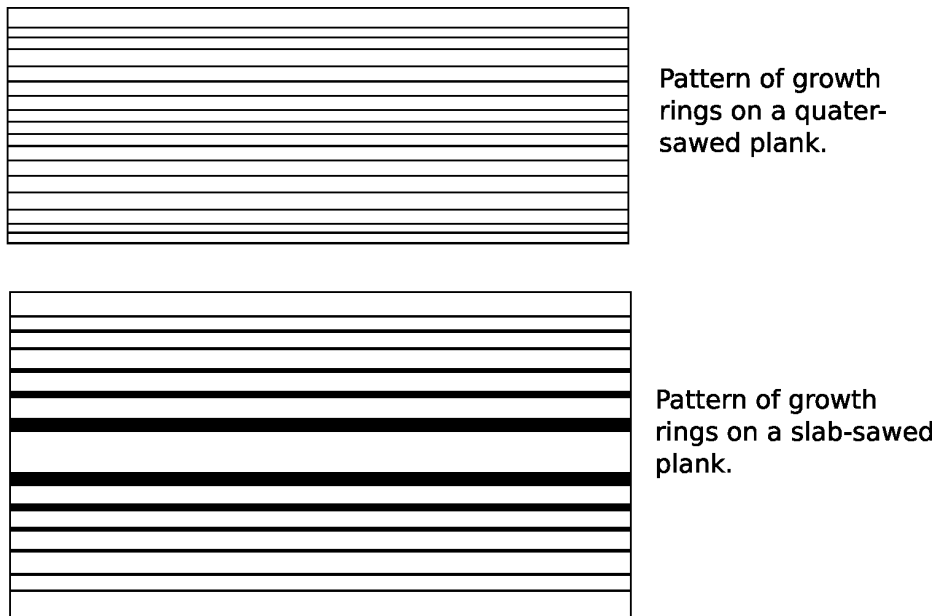 Pattern of growth
rings on a quater-
sawed plank.
Pattern of growth
rings on a slab-sawed
plank.